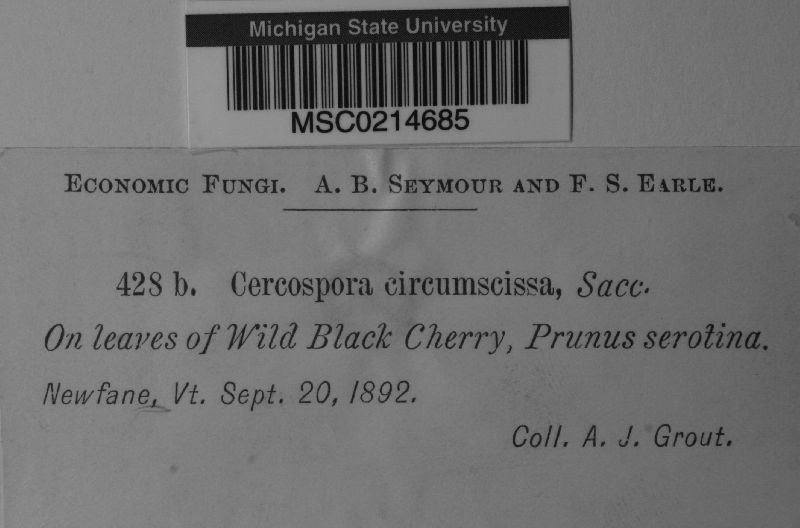 Michigan State University
MSC0214685
Economic Fungi. A. B. Seymour and F. S. Earle.
428 b. Cercospora circumscissa, Sacc.
On leaves of Wild Black Cherry, Prunus serotina.
Newfane, Vt. Sept. 20, 1892.
Coll. A. J. Grout.